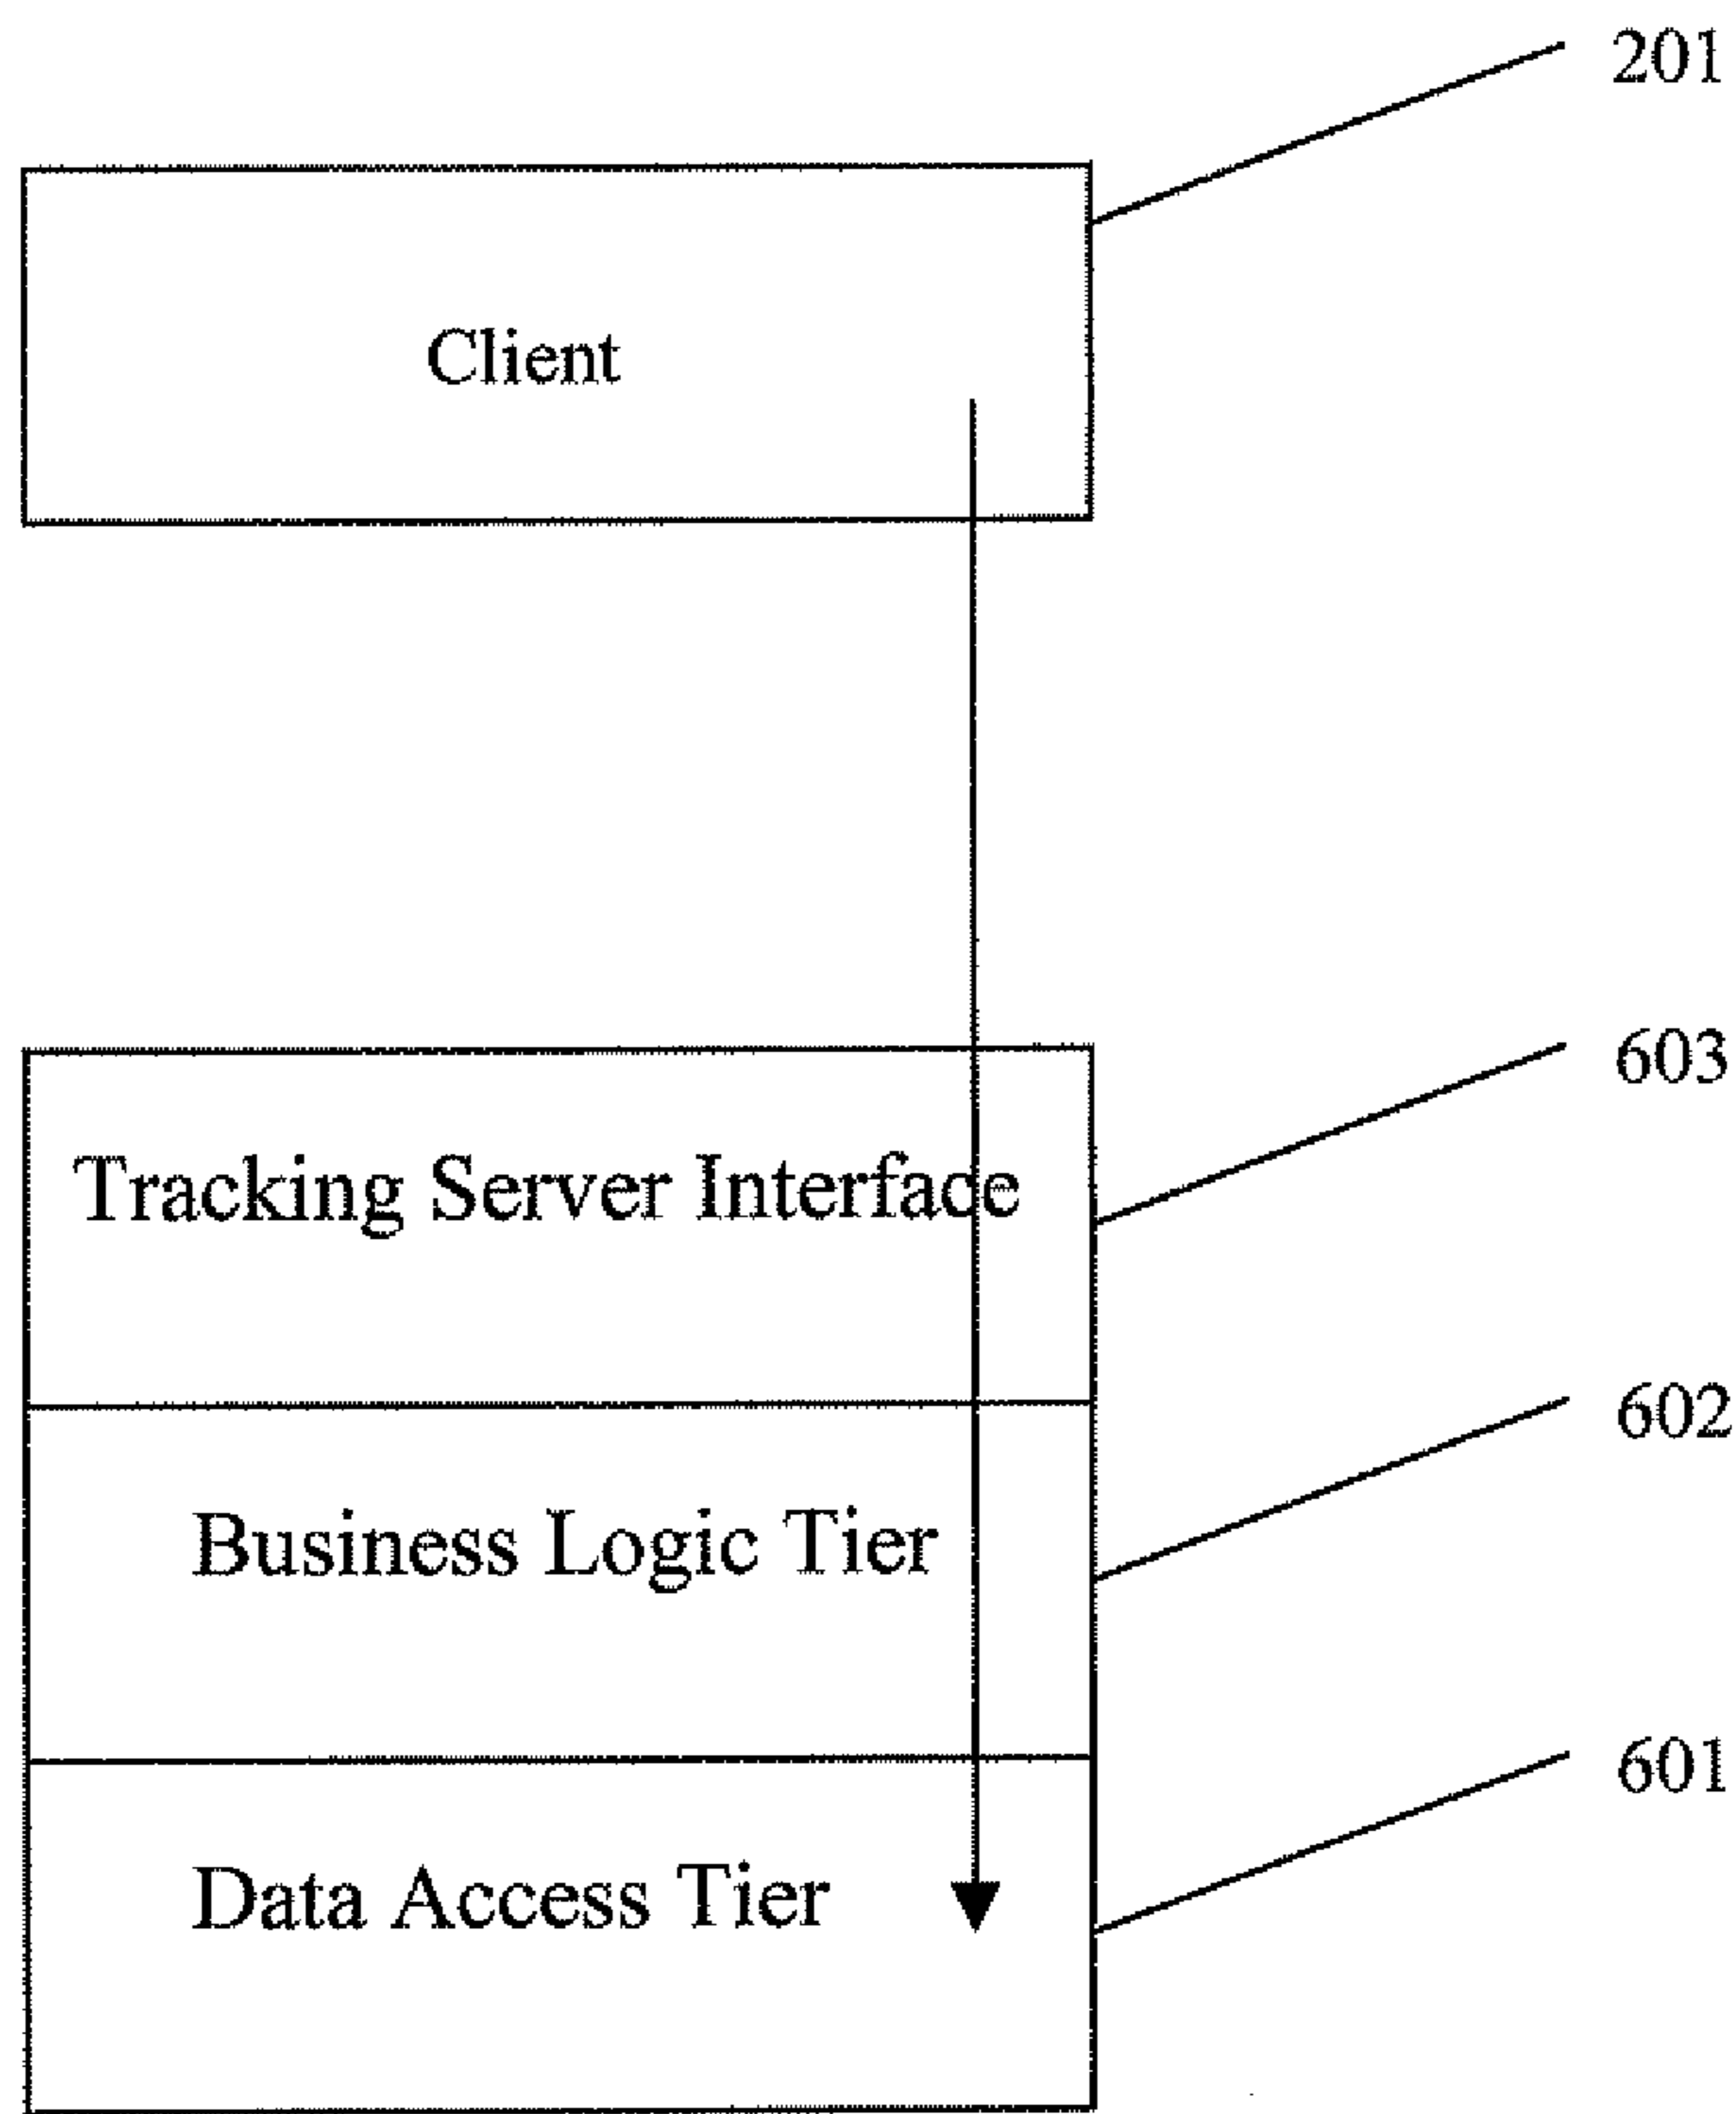 201
Client
603
Tracking Server Interface
602
Business Logic Tier
601
Data Access Tier